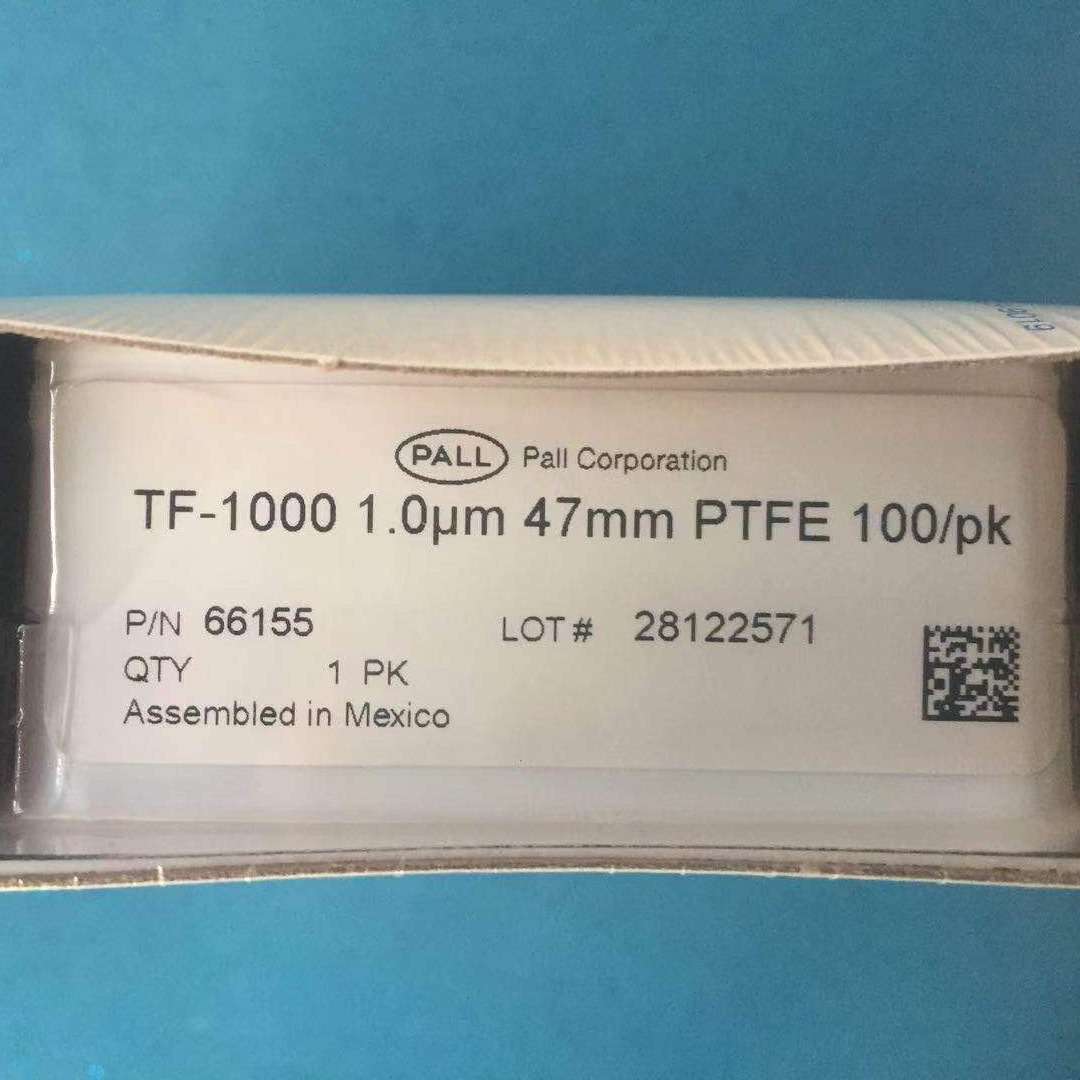 PALL Pall Corporation
TF-1000 1.0µm 47mm PTFE 100/pk
P/N 66155 LOT # 28122571
QTY 1 PK
Assembled in Mexico